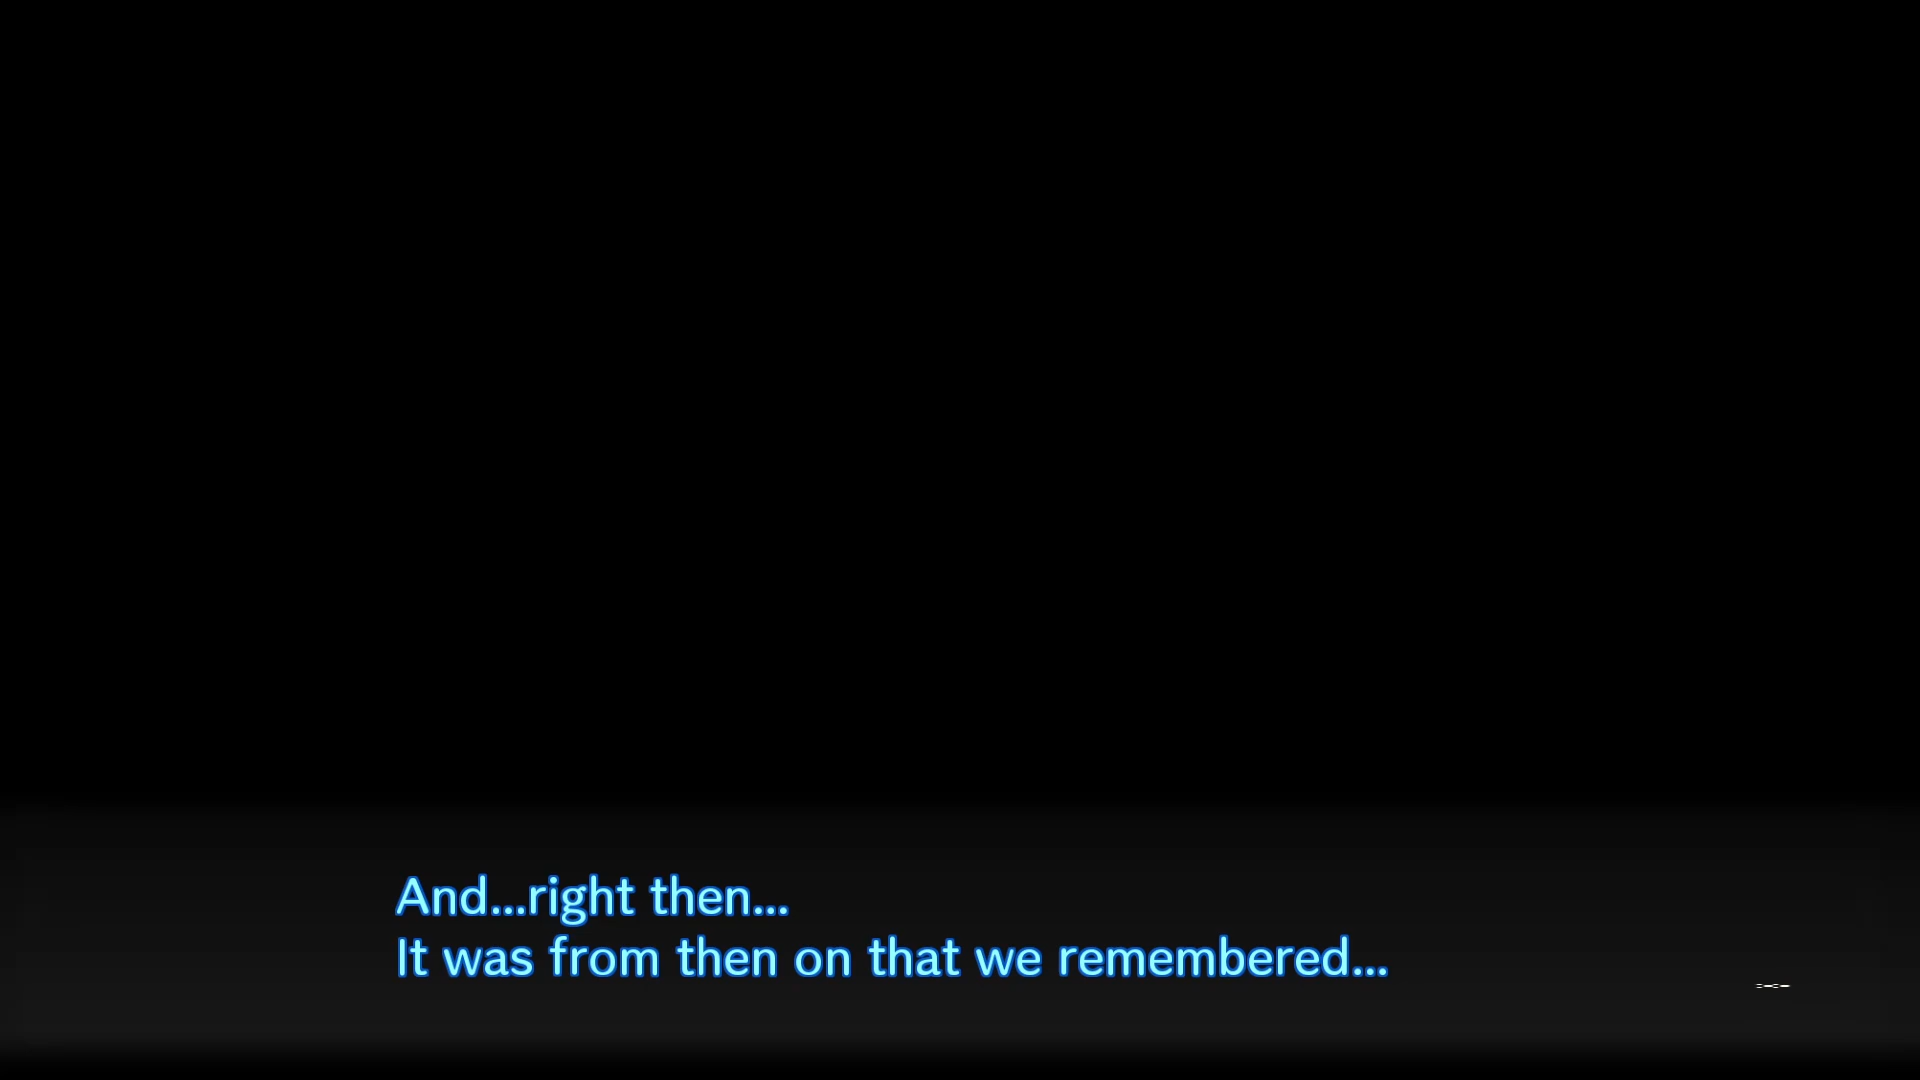 And...right then...
It was from then on that we remembered...